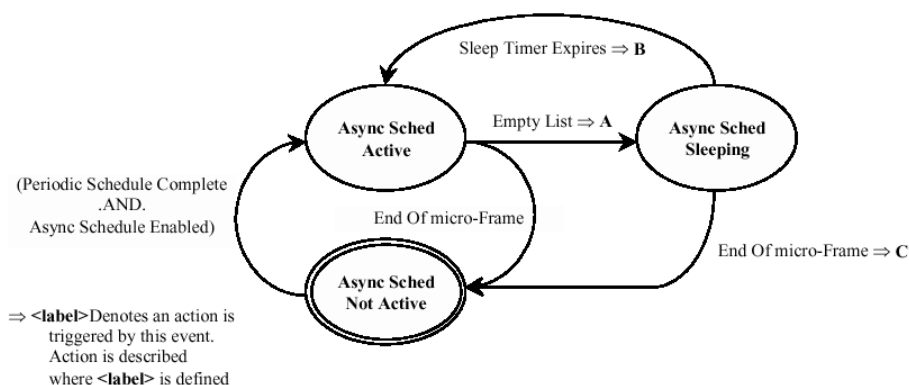 Sleep Timer Expires ⇒ B
Async Sched
Active
Empty List ⇒ A
Async Sched
Sleeping
(Periodic Schedule Complete
.AND.
Async Schedule Enabled)
End Of micro-Frame
End Of micro-Frame ⇒ C
Async Sched
Not Active
⇒ <label>Denotes an action is
triggered by this event.
Action is described
where <label> is defined